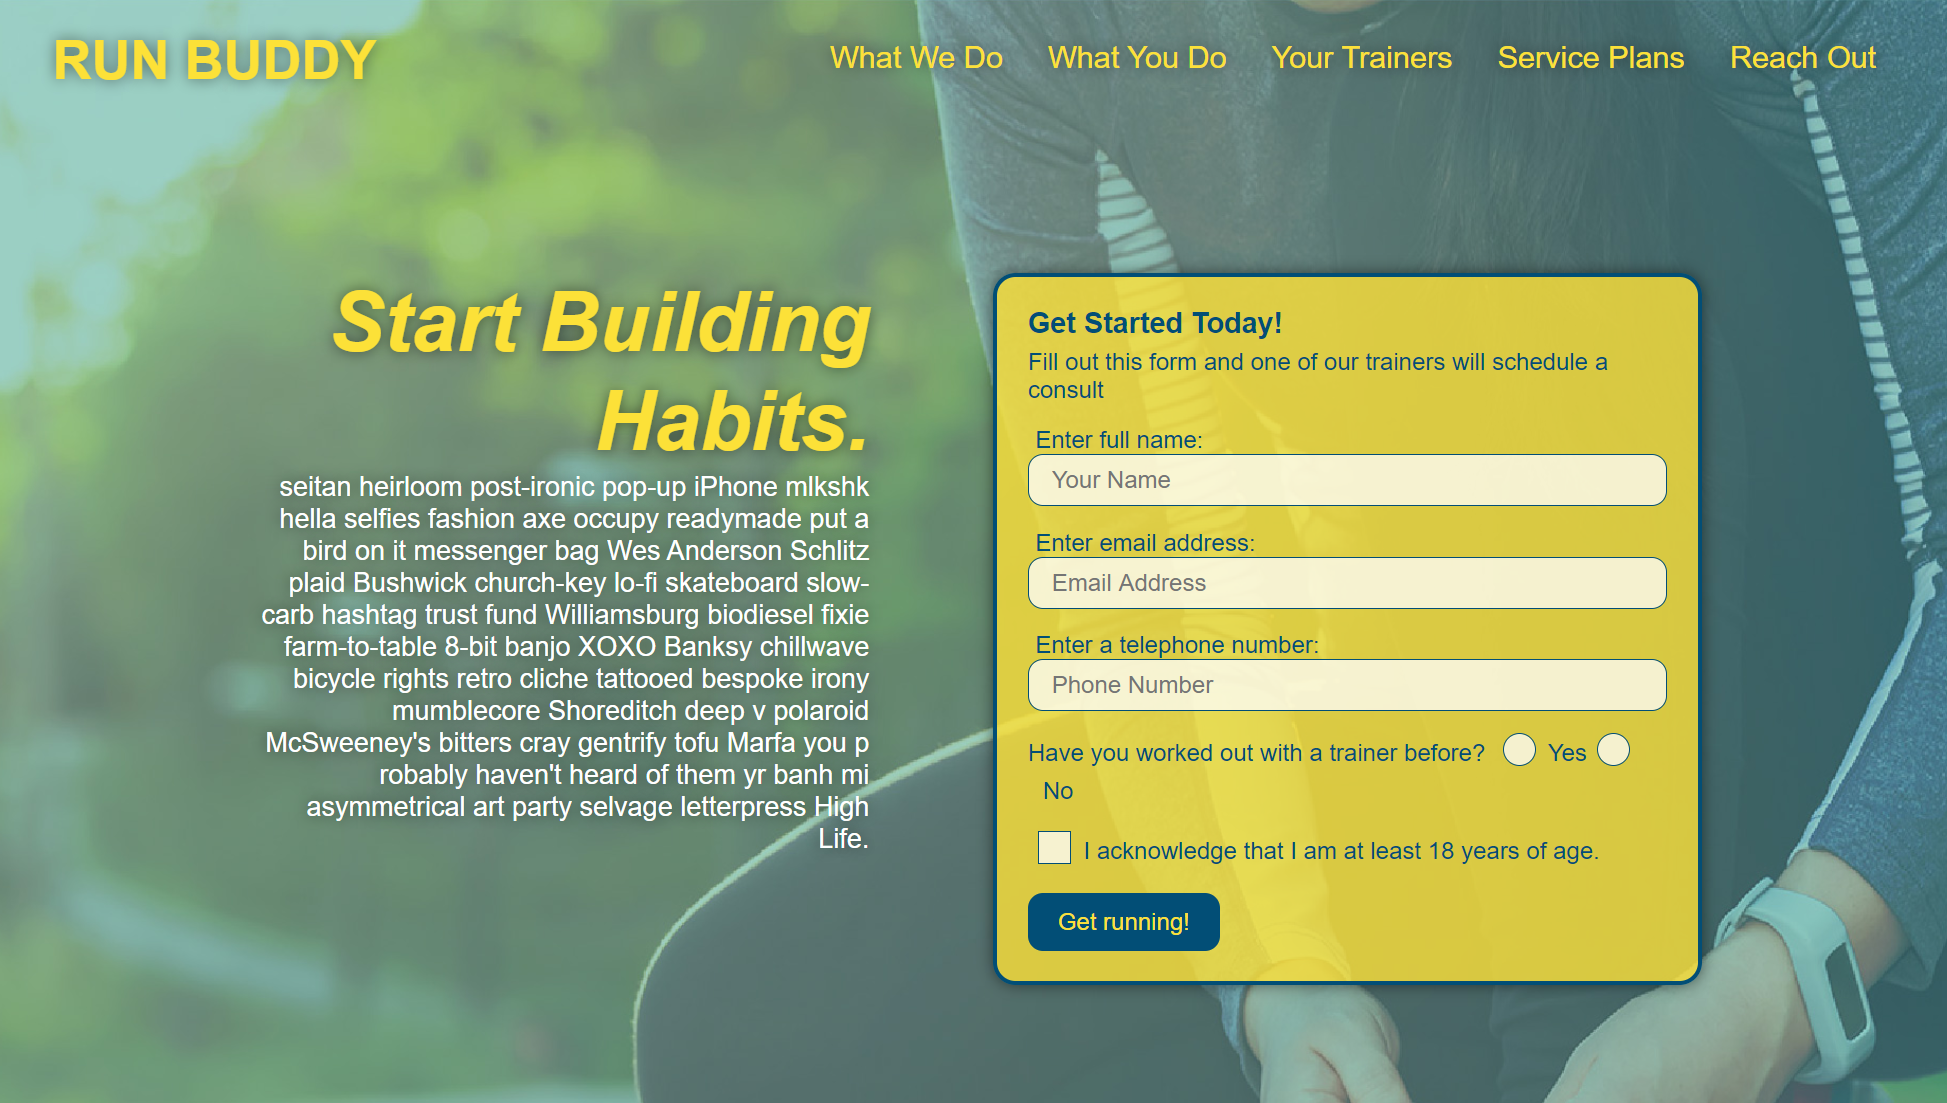 RUN BUDDY
What We Do What You Do Your Trainers Service Plans Reach Out
Start Building
Habits.
seitan heirloom post-ironic pop-up iPhone mlkshk
hella selfies fashion axe occupy readymade put a
bird on it messenger bag Wes Anderson Schlitz
plaid Bushwick church-key lo-fi skateboard slow-
carb hashtag trust fund Williamsburg biodiesel fixie
farm-to-table 8-bit banjo XOXO Banksy chillwave
bicycle rights retro cliche tattooed bespoke irony
mumblecore Shoreditch deep v polaroid
McSweeney's bitters cray gentrify tofu Marfa you p
robably haven't heard of them yr banh mi
asymmetrical art party selvage letterpress High
Life.
Get Started Today!
Fill out this form and one of our trainers will schedule a
consult
Enter full name:
Your Name
Enter email address:
Email Address
Enter a telephone number:
Phone Number
Have you worked out with a trainer before? Yes
No
I acknowledge that I am at least 18 years of age.
Get running!